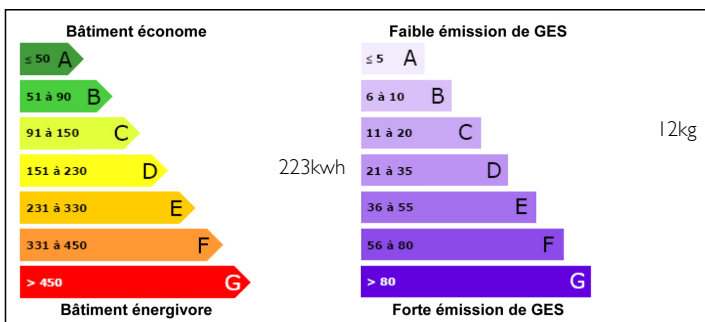 Bâtiment économe
≤ 50 A
51 à 90 B
91 à 150 C
151 à 230 D
231 à 330 E
331 à 450 F
> 450 G
Bâtiment énergivore
223kwh
Faible émission de GES
≤ 5 A
6 à 10 B
11 à 20 C
21 à 35 D
36 à 55 E
56 à 80 F
> 80 G
Forte émission de GES
12kg